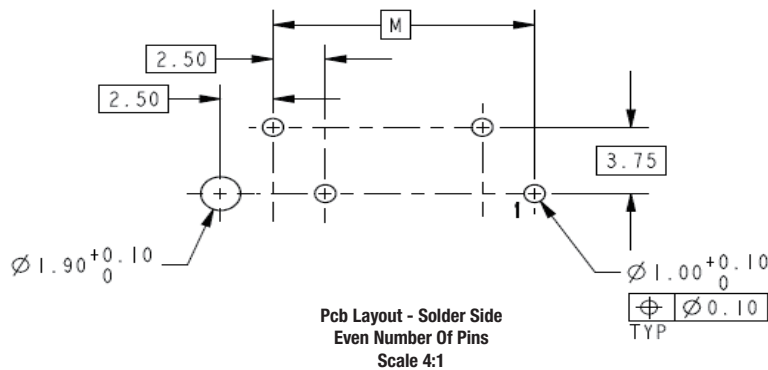 M
2.50
2.50
3.75
1
Ø1.90 +0.10
0
Ø1.00 +0.10
0
⌖ Ø0.10
TYP
Pcb Layout - Solder Side
Even Number Of Pins
Scale 4:1